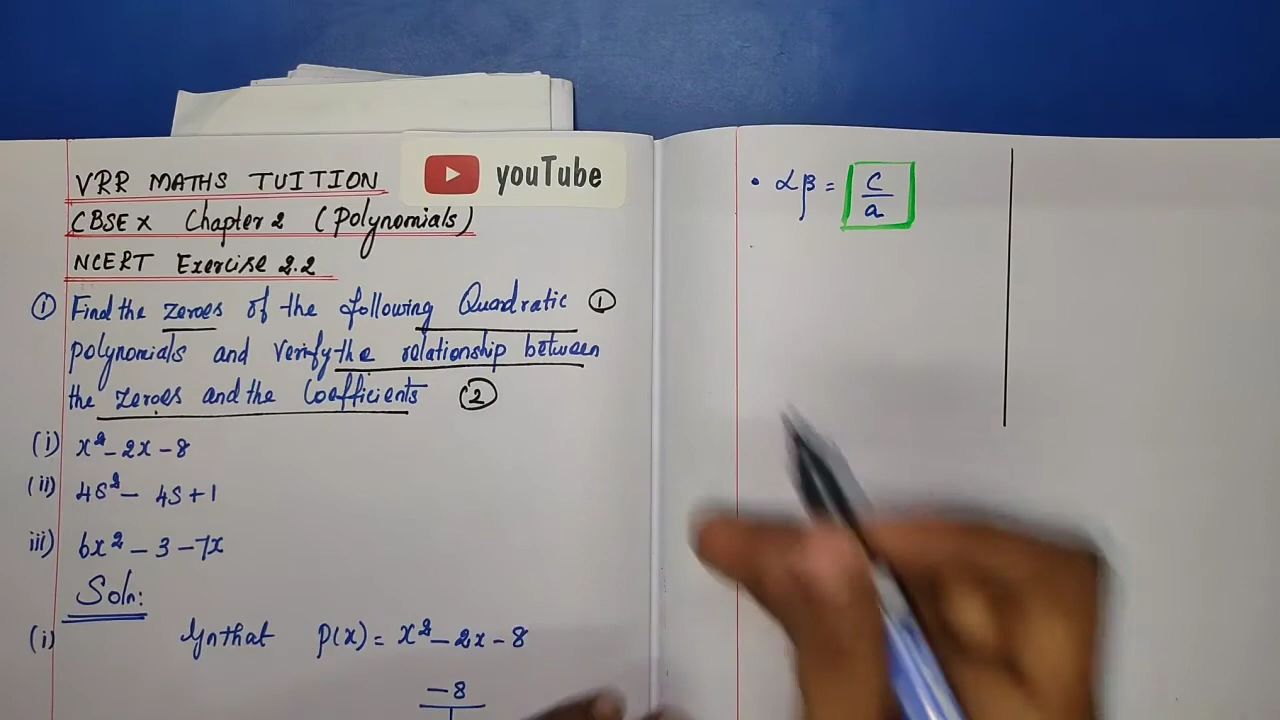 VRR MATHS TUITION
CBSE X Chapter 2 (Polynomials)
NCERT Exercise 2.2
① Find the zeroes of the following Quadratic ①
polynomials and Verify the relationship between
the zeroes and the Coefficients ②
(i) x² - 2x - 8
(ii) 4s² - 4s + 1
iii) 6x² - 3 - 7x
Soln:
(i) Gn that p(x) = x² - 2x - 8
-8
youTube
• αβ = c/a